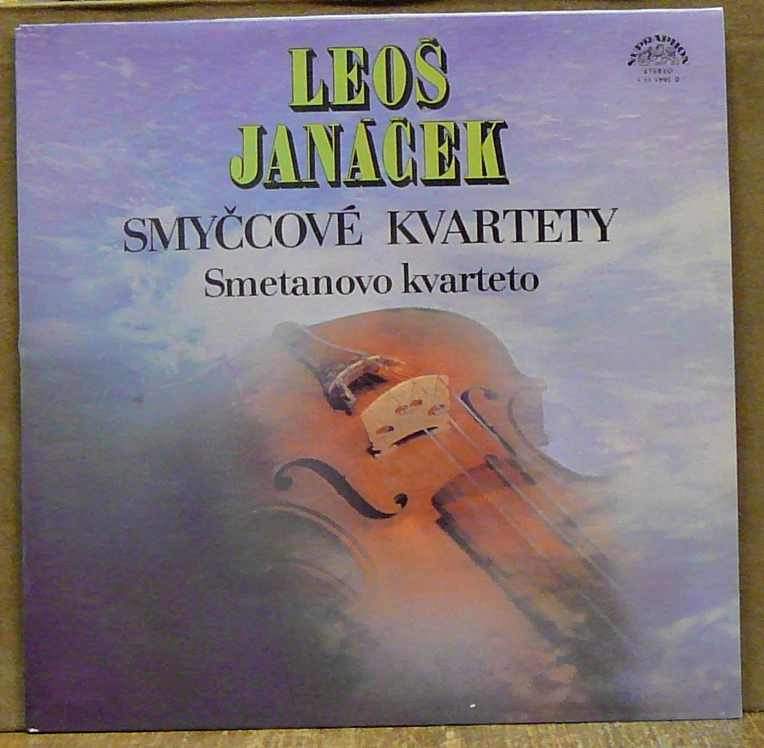 LEOŠ
JANÁČEK
SMYČCOVÉ KVARTETY
Smetanovo kvarteto
SUPRAPHON
STEREO